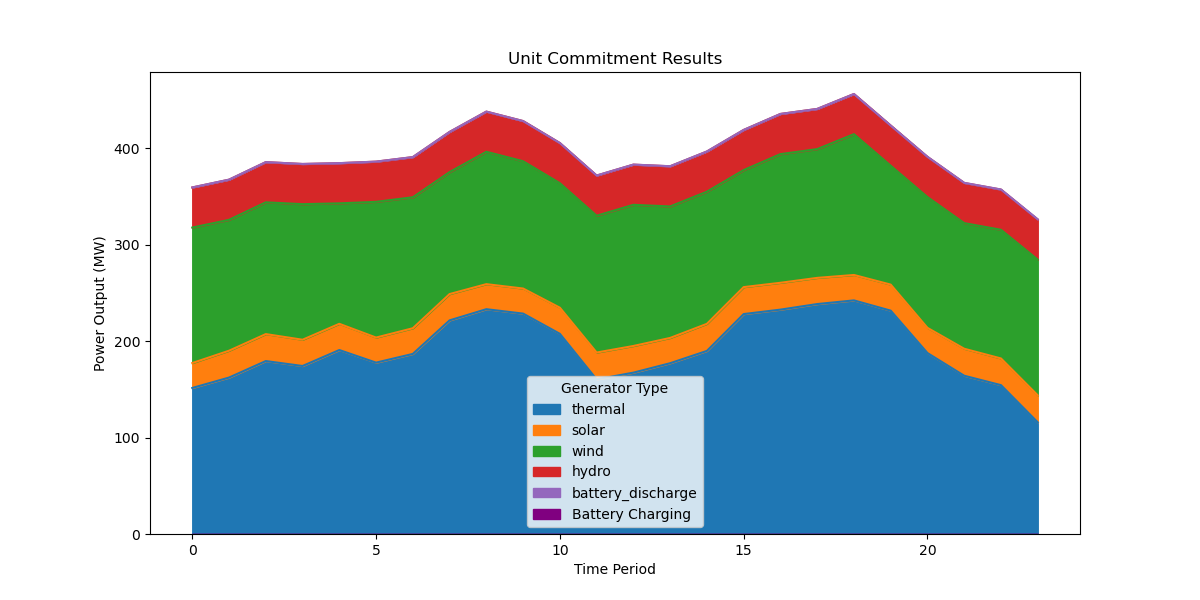 Unit Commitment Results
Power Output (MW)
400
300
200
100
0
Generator Type
thermal
solar
wind
hydro
battery_discharge
Battery Charging
0 5 10 15 20
Time Period